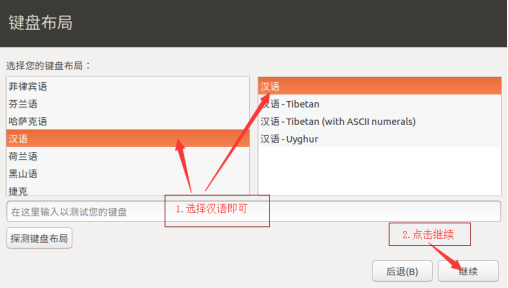 键盘布局
选择您的键盘布局：
菲律宾语
芬兰语
哈萨克语
汉语
荷兰语
黑山语
捷克
汉语
汉语 - Tibetan
汉语 - Tibetan (with ASCII numerals)
汉语 - Uyghur
1.选择汉语即可
在这里输入以测试您的键盘
探测键盘布局
2.点击继续
后退(B)
继续